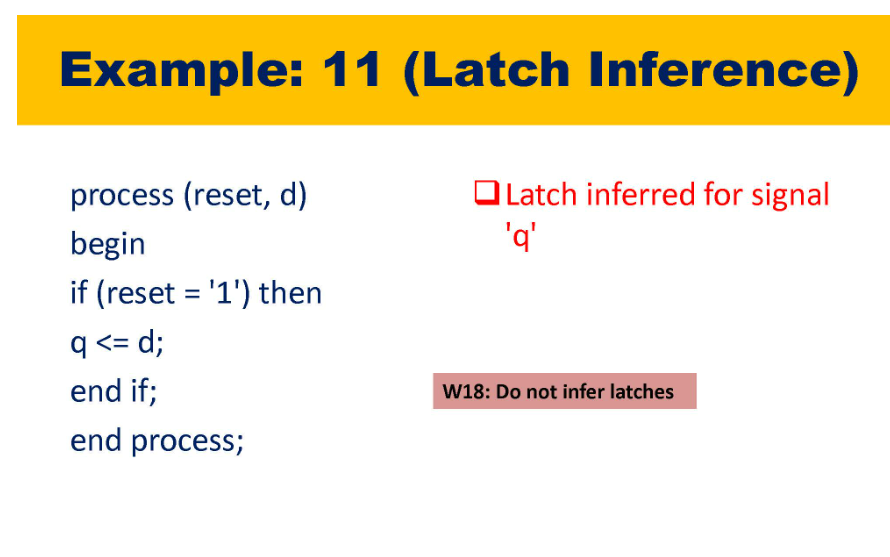 Example: 11 (Latch Inference)
process (reset, d)
begin
if (reset = '1') then
q <= d;
end if;
end process;
Latch inferred for signal
'q'
W18: Do not infer latches